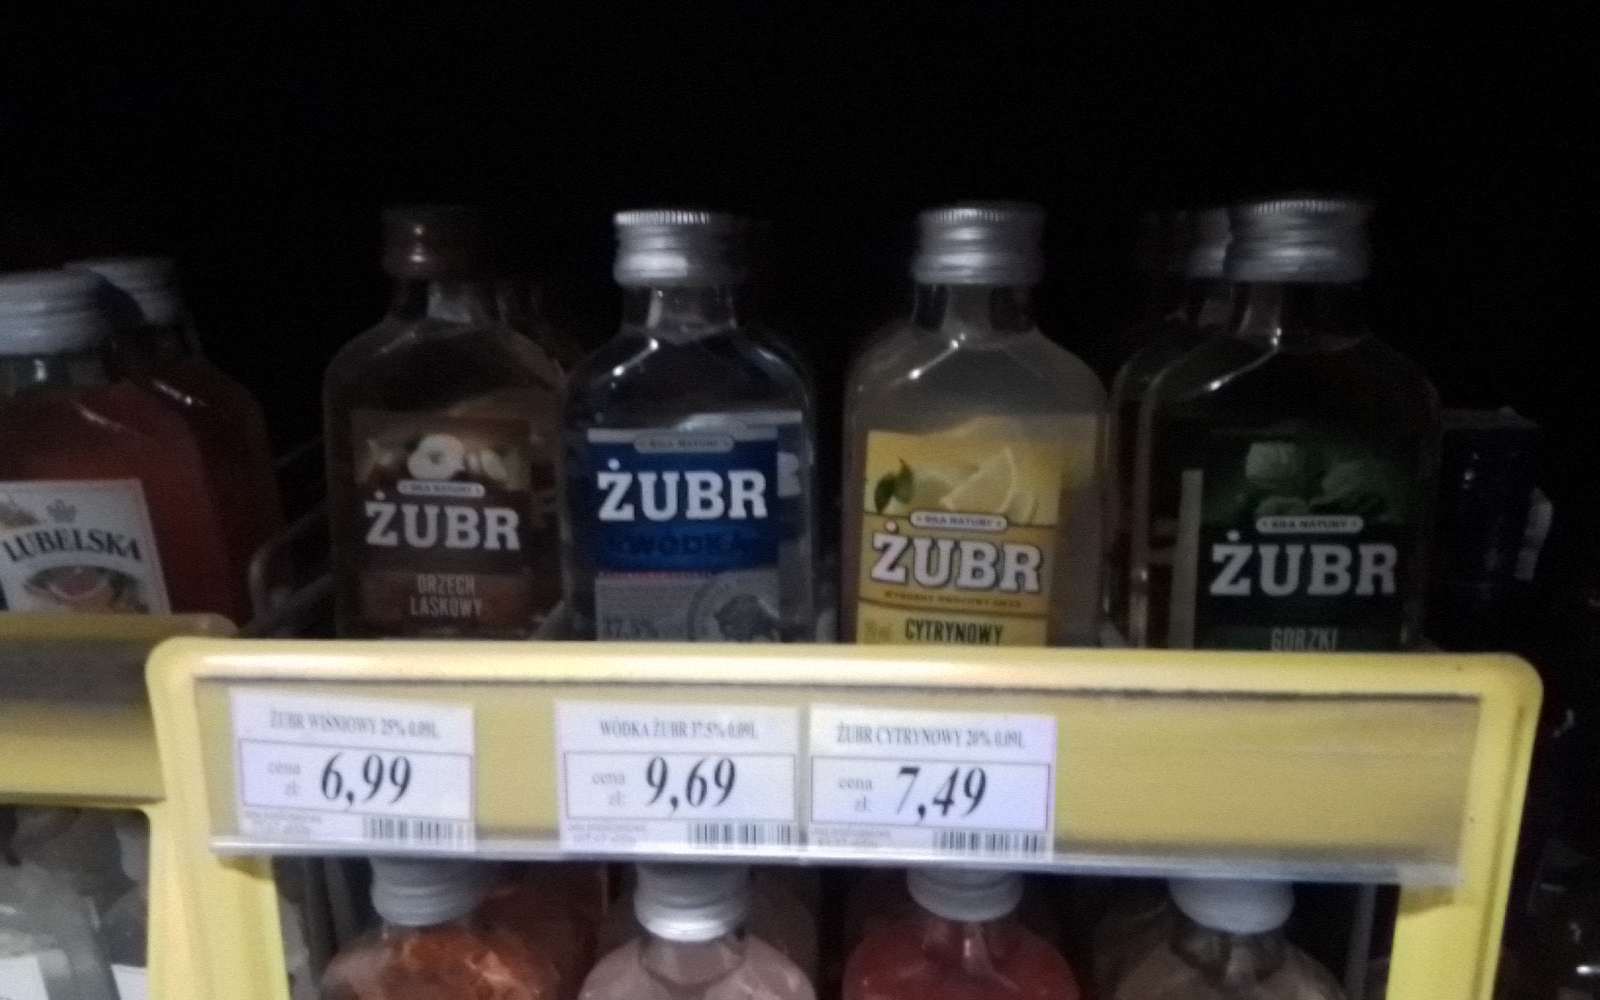 LUBELSKA
SIŁA NATURY
ŻUBR
ORZECH
LASKOWY
SIŁA NATURY
ŻUBR
WÓDKA
37,5%
SIŁA NATURY
ŻUBR
CYTRYNOWY
SIŁA NATURY
ŻUBR
GORZKI
ŻUBR WIŚNIOWY 25% 0.09L
cena
zł: 6,99
WÓDKA ŻUBR 37.5% 0.09L
cena
zł: 9,69
ŻUBR CYTRYNOWY 20% 0.09L
cena
zł: 7,49